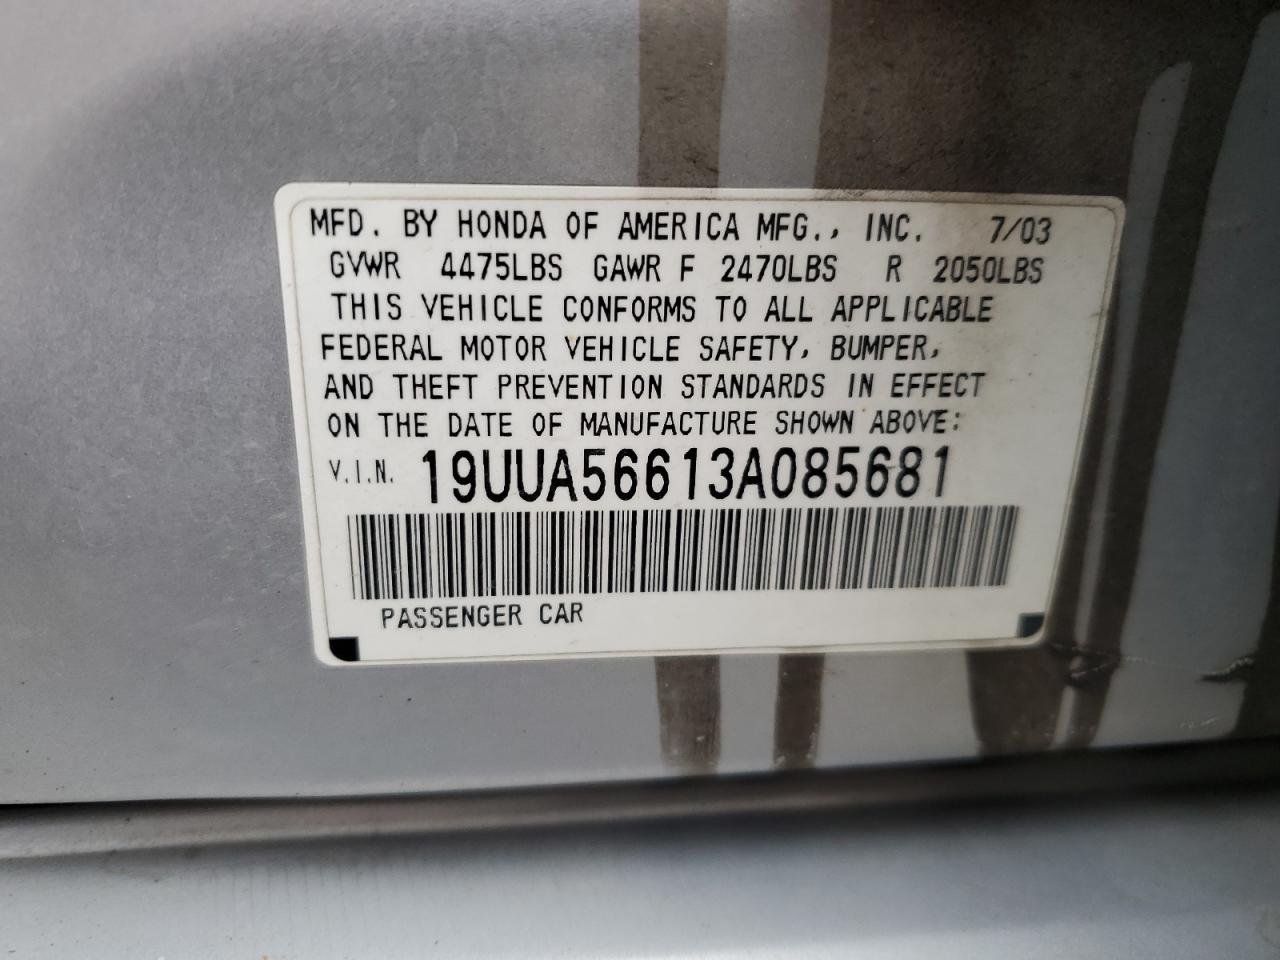 MFD. BY HONDA OF AMERICA MFG., INC. 7/03
GVWR 4475LBS GAWR F 2470LBS R 2050LBS
THIS VEHICLE CONFORMS TO ALL APPLICABLE
FEDERAL MOTOR VEHICLE SAFETY, BUMPER,
AND THEFT PREVENTION STANDARDS IN EFFECT
ON THE DATE OF MANUFACTURE SHOWN ABOVE:
V.I.N. 19UUA56613A085681
PASSENGER CAR